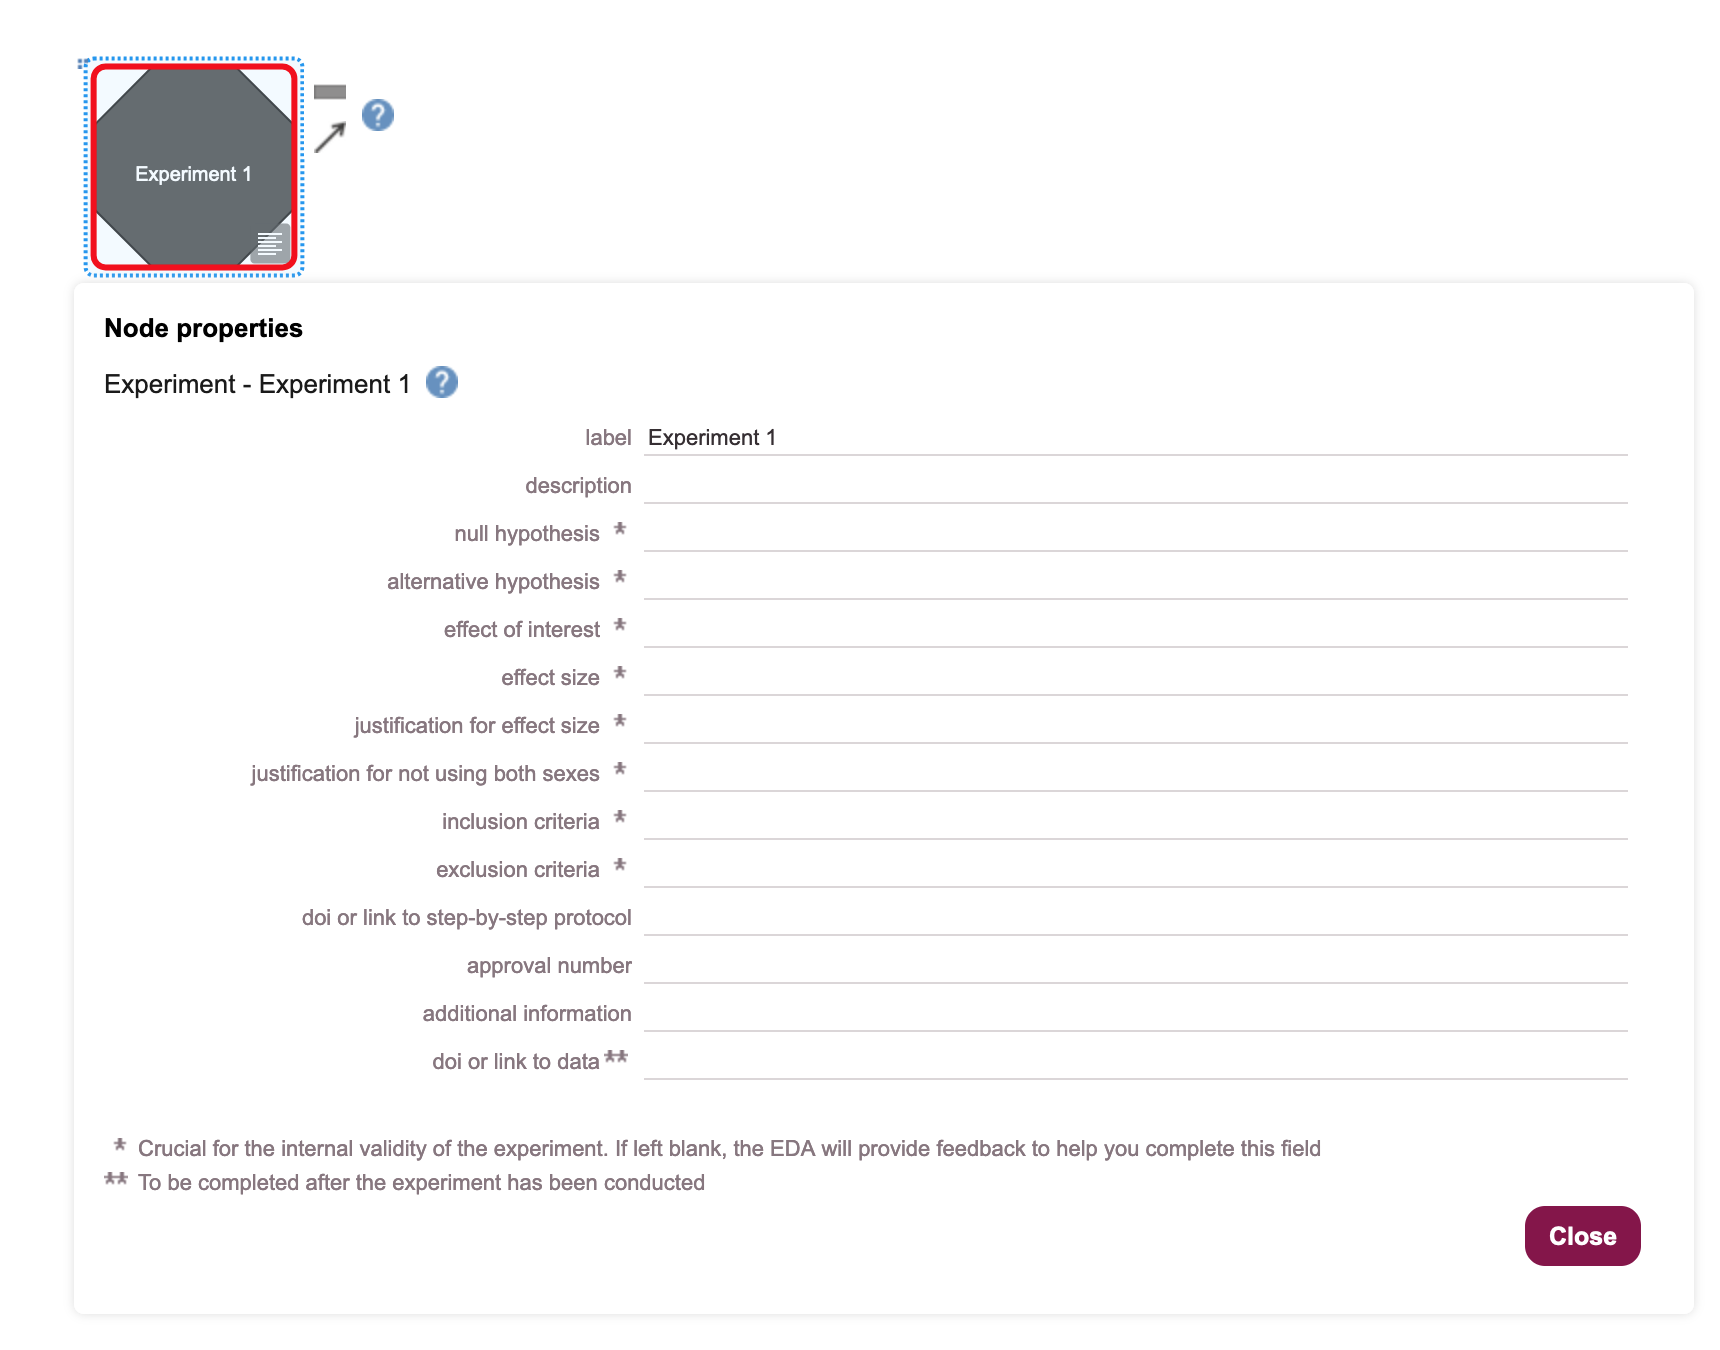 Experiment 1
?
Node properties
Experiment - Experiment 1 ?
label Experiment 1
description
null hypothesis *
alternative hypothesis *
effect of interest *
effect size *
justification for effect size *
justification for not using both sexes *
inclusion criteria *
exclusion criteria *
doi or link to step-by-step protocol
approval number
additional information
doi or link to data **
* Crucial for the internal validity of the experiment. If left blank, the EDA will provide feedback to help you complete this field
** To be completed after the experiment has been conducted
Close